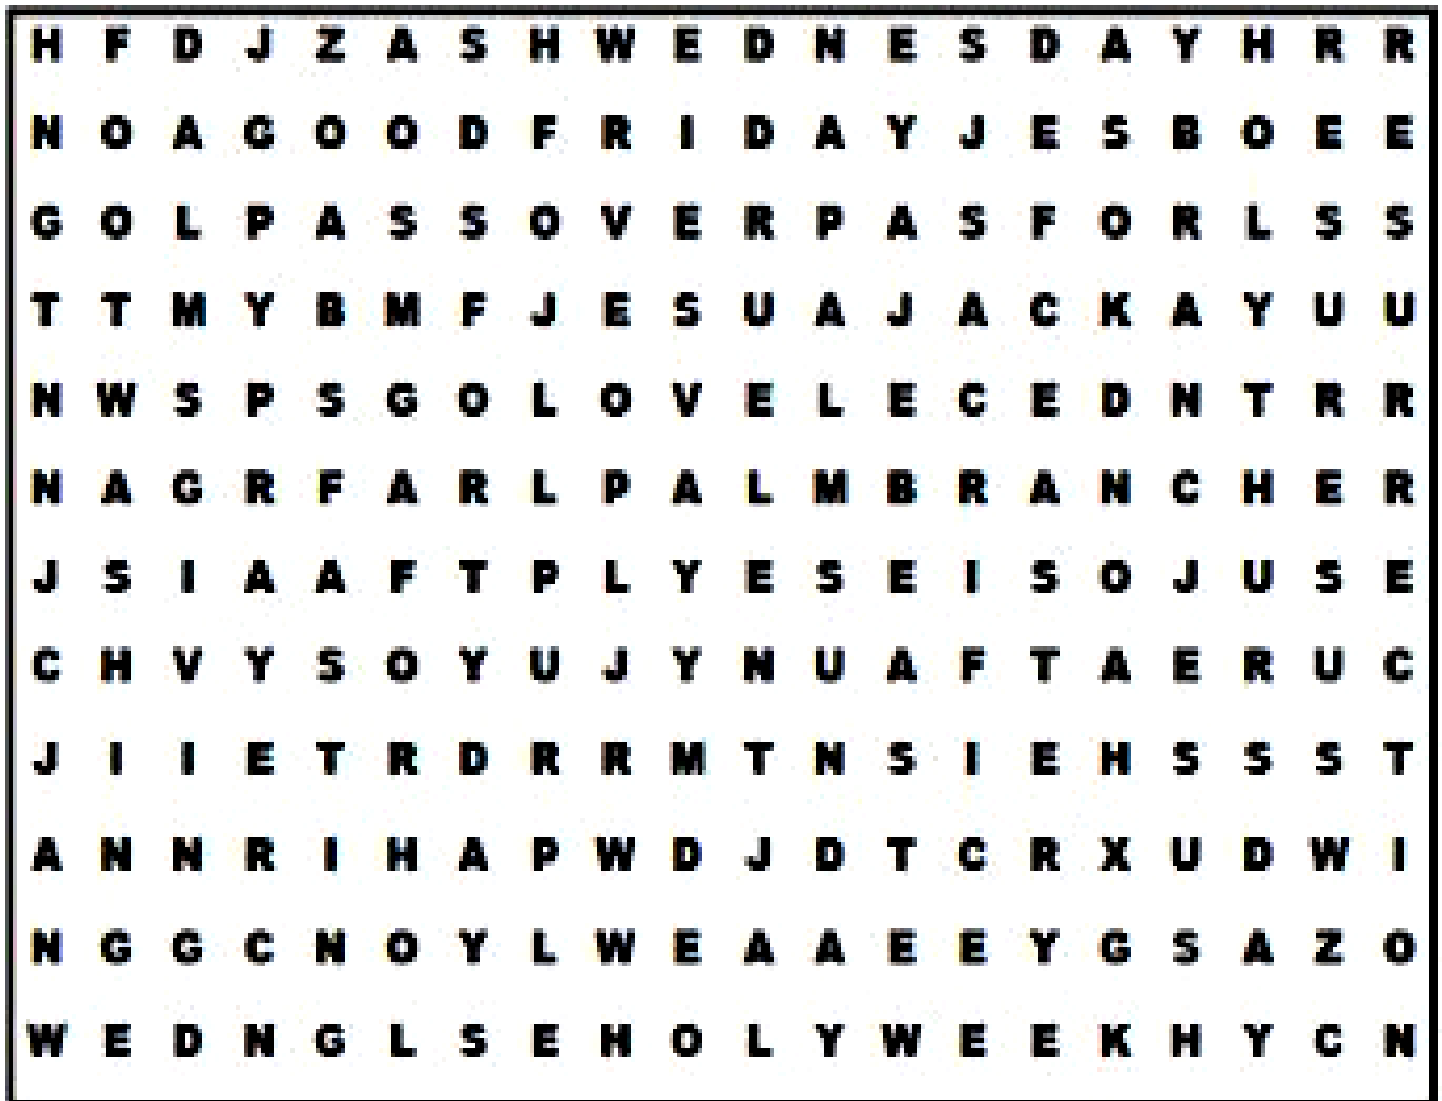 H F D J Z A S H W E D N E S D A Y H R R
N O A G O O D F R I D A Y J E S B O E E
G O L P A S S O V E R P A S F O R L S S
T T M Y B M F J E S U A J A C K A Y U U
N W S P S G O L O V E L E C E D N T R R
N A G R F A R L P A L M B R A N C H E R
J S I A A F T P L Y E S E I S O J U S E
C H V Y S O Y U J Y N U A F T A E R U C
J I I E T R D R R M T N S I E H S S S T
A N N R I H A P W D J D T C R X U D W I
N G G C N O Y L W E A A E E Y G S A Z O
W E D N G L S E H O L Y W E E K H Y C N